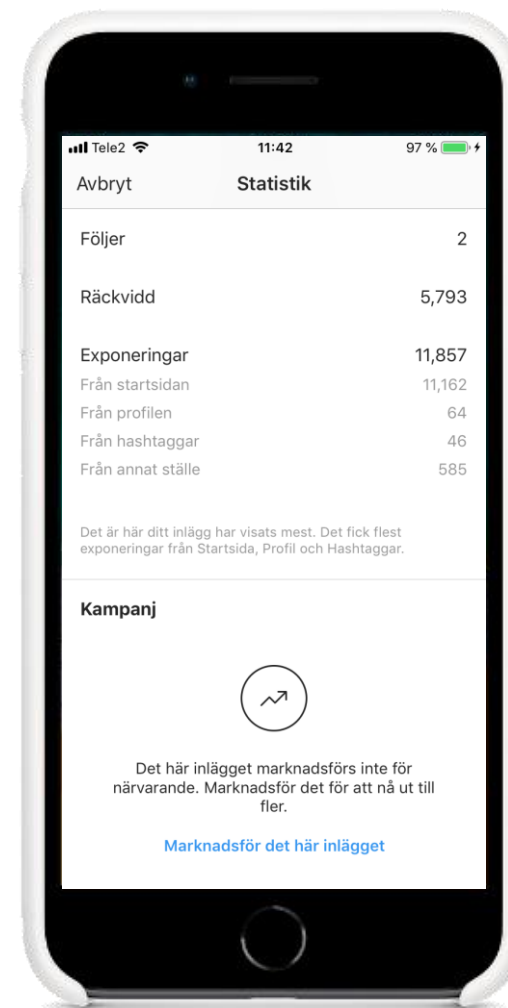 Tele2 11:42 97 %
Avbryt Statistik
Följer 2
Räckvidd 5,793
Exponeringar 11,857
Från startsidan 11,162
Från profilen 64
Från hashtaggar 46
Från annat ställe 585
Det är här ditt inlägg har visats mest. Det fick flest
exponeringar från Startsida, Profil och Hashtaggar.
Kampanj
Det här inlägget marknadsförs inte för
närvarande. Marknadsför det för att nå ut till
fler.
Marknadsför det här inlägget